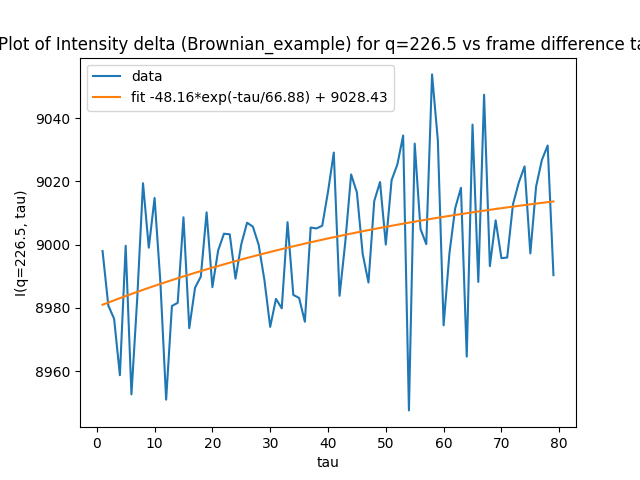 Plot of Intensity delta (Brownian_example) for q=226.5 vs frame difference ta
data
fit -48.16*exp(-tau/66.88) + 9028.43
I(q=226.5, tau)
9040
9020
9000
8980
8960
0 10 20 30 40 50 60 70 80
tau